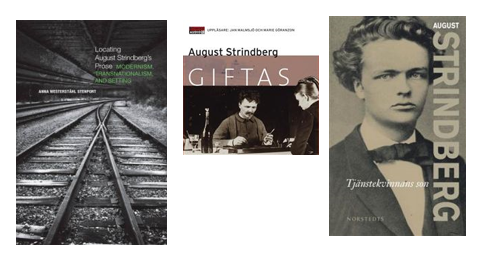 Locating
August Strindberg's
Prose MODERNISM,
TRANSNATIONALISM,
AND SETTING
ANNA WESTERSTÅHL STENPORT
UPPLÄSARE: JAN MALMSJÖ OCH MARIE GÖRANZON
August Strindberg
GIFTAS
AUGUST
STRINDBERG
Tjänstekvinnans son
NORSTEDTS